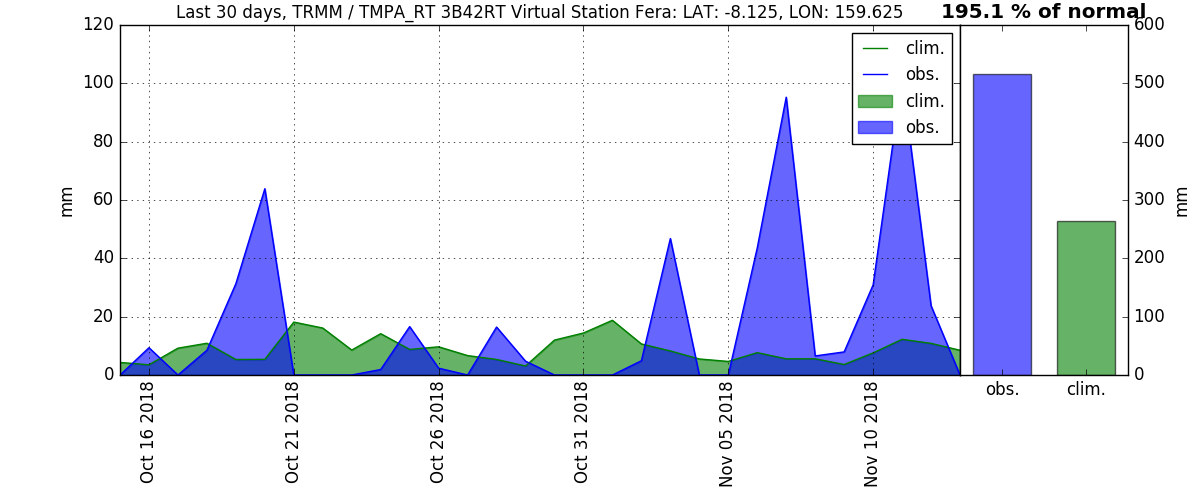 Last 30 days, TRMM / TMPA_RT 3B42RT Virtual Station Fera: LAT: -8.125, LON: 159.625
195.1 % of normal
120
100
80
60
40
20
0
mm
clim.
obs.
clim.
obs.
600
500
400
300
200
100
0
mm
Oct 16 2018
Oct 21 2018
Oct 26 2018
Oct 31 2018
Nov 05 2018
Nov 10 2018
obs.
clim.